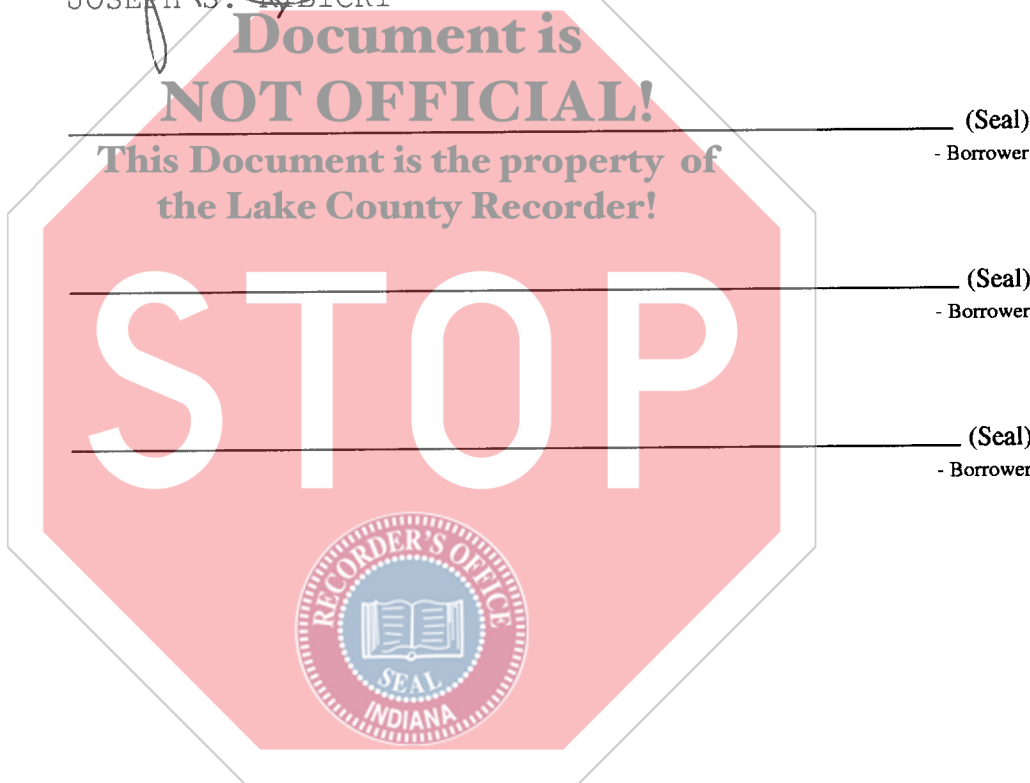 JOSEPH S.
Document is
NOT OFFICIAL!
(Seal)
- Borrower
This Document is the property of
the Lake County Recorder!
(Seal)
- Borrower
STOP
(Seal)
- Borrower
RECORDER'S OFFICE
SEAL
INDIANA